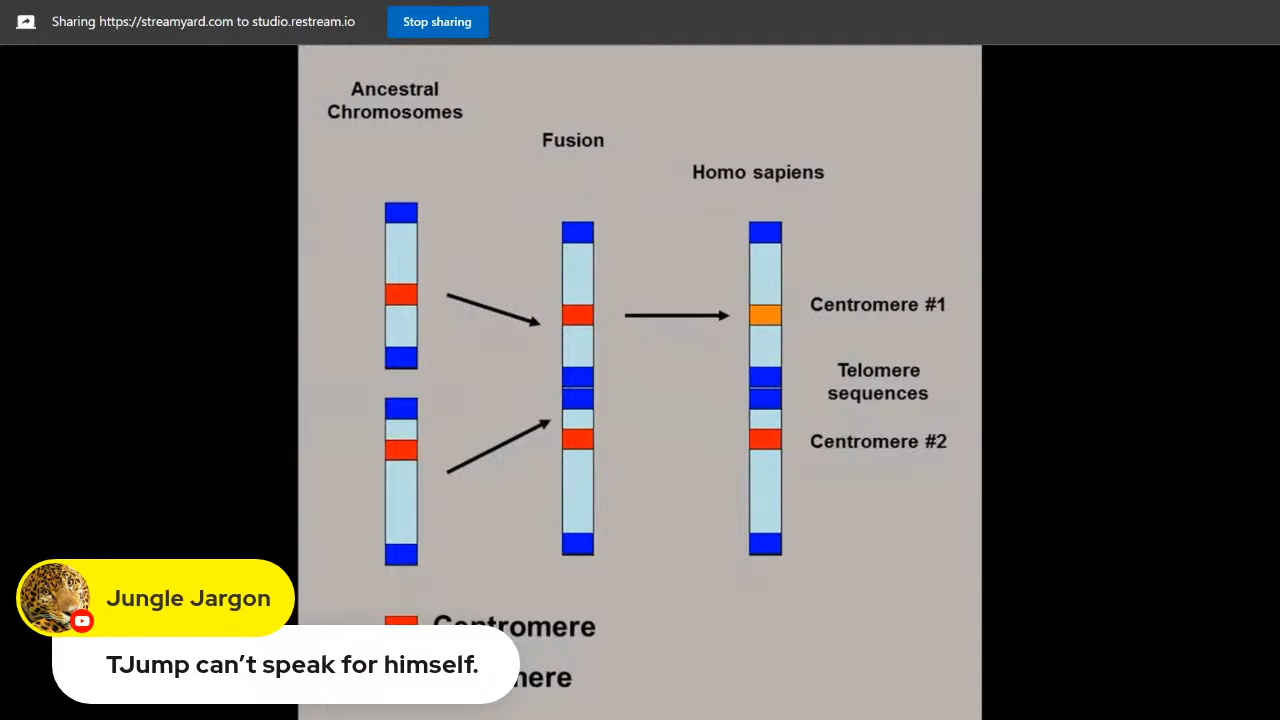 Sharing https://streamyard.com to studio.restream.io
Stop sharing
Ancestral
Chromosomes
Fusion
Homo sapiens
Centromere #1
Telomere
sequences
Centromere #2
Centromere
Jungle Jargon
TJump can’t speak for himself.